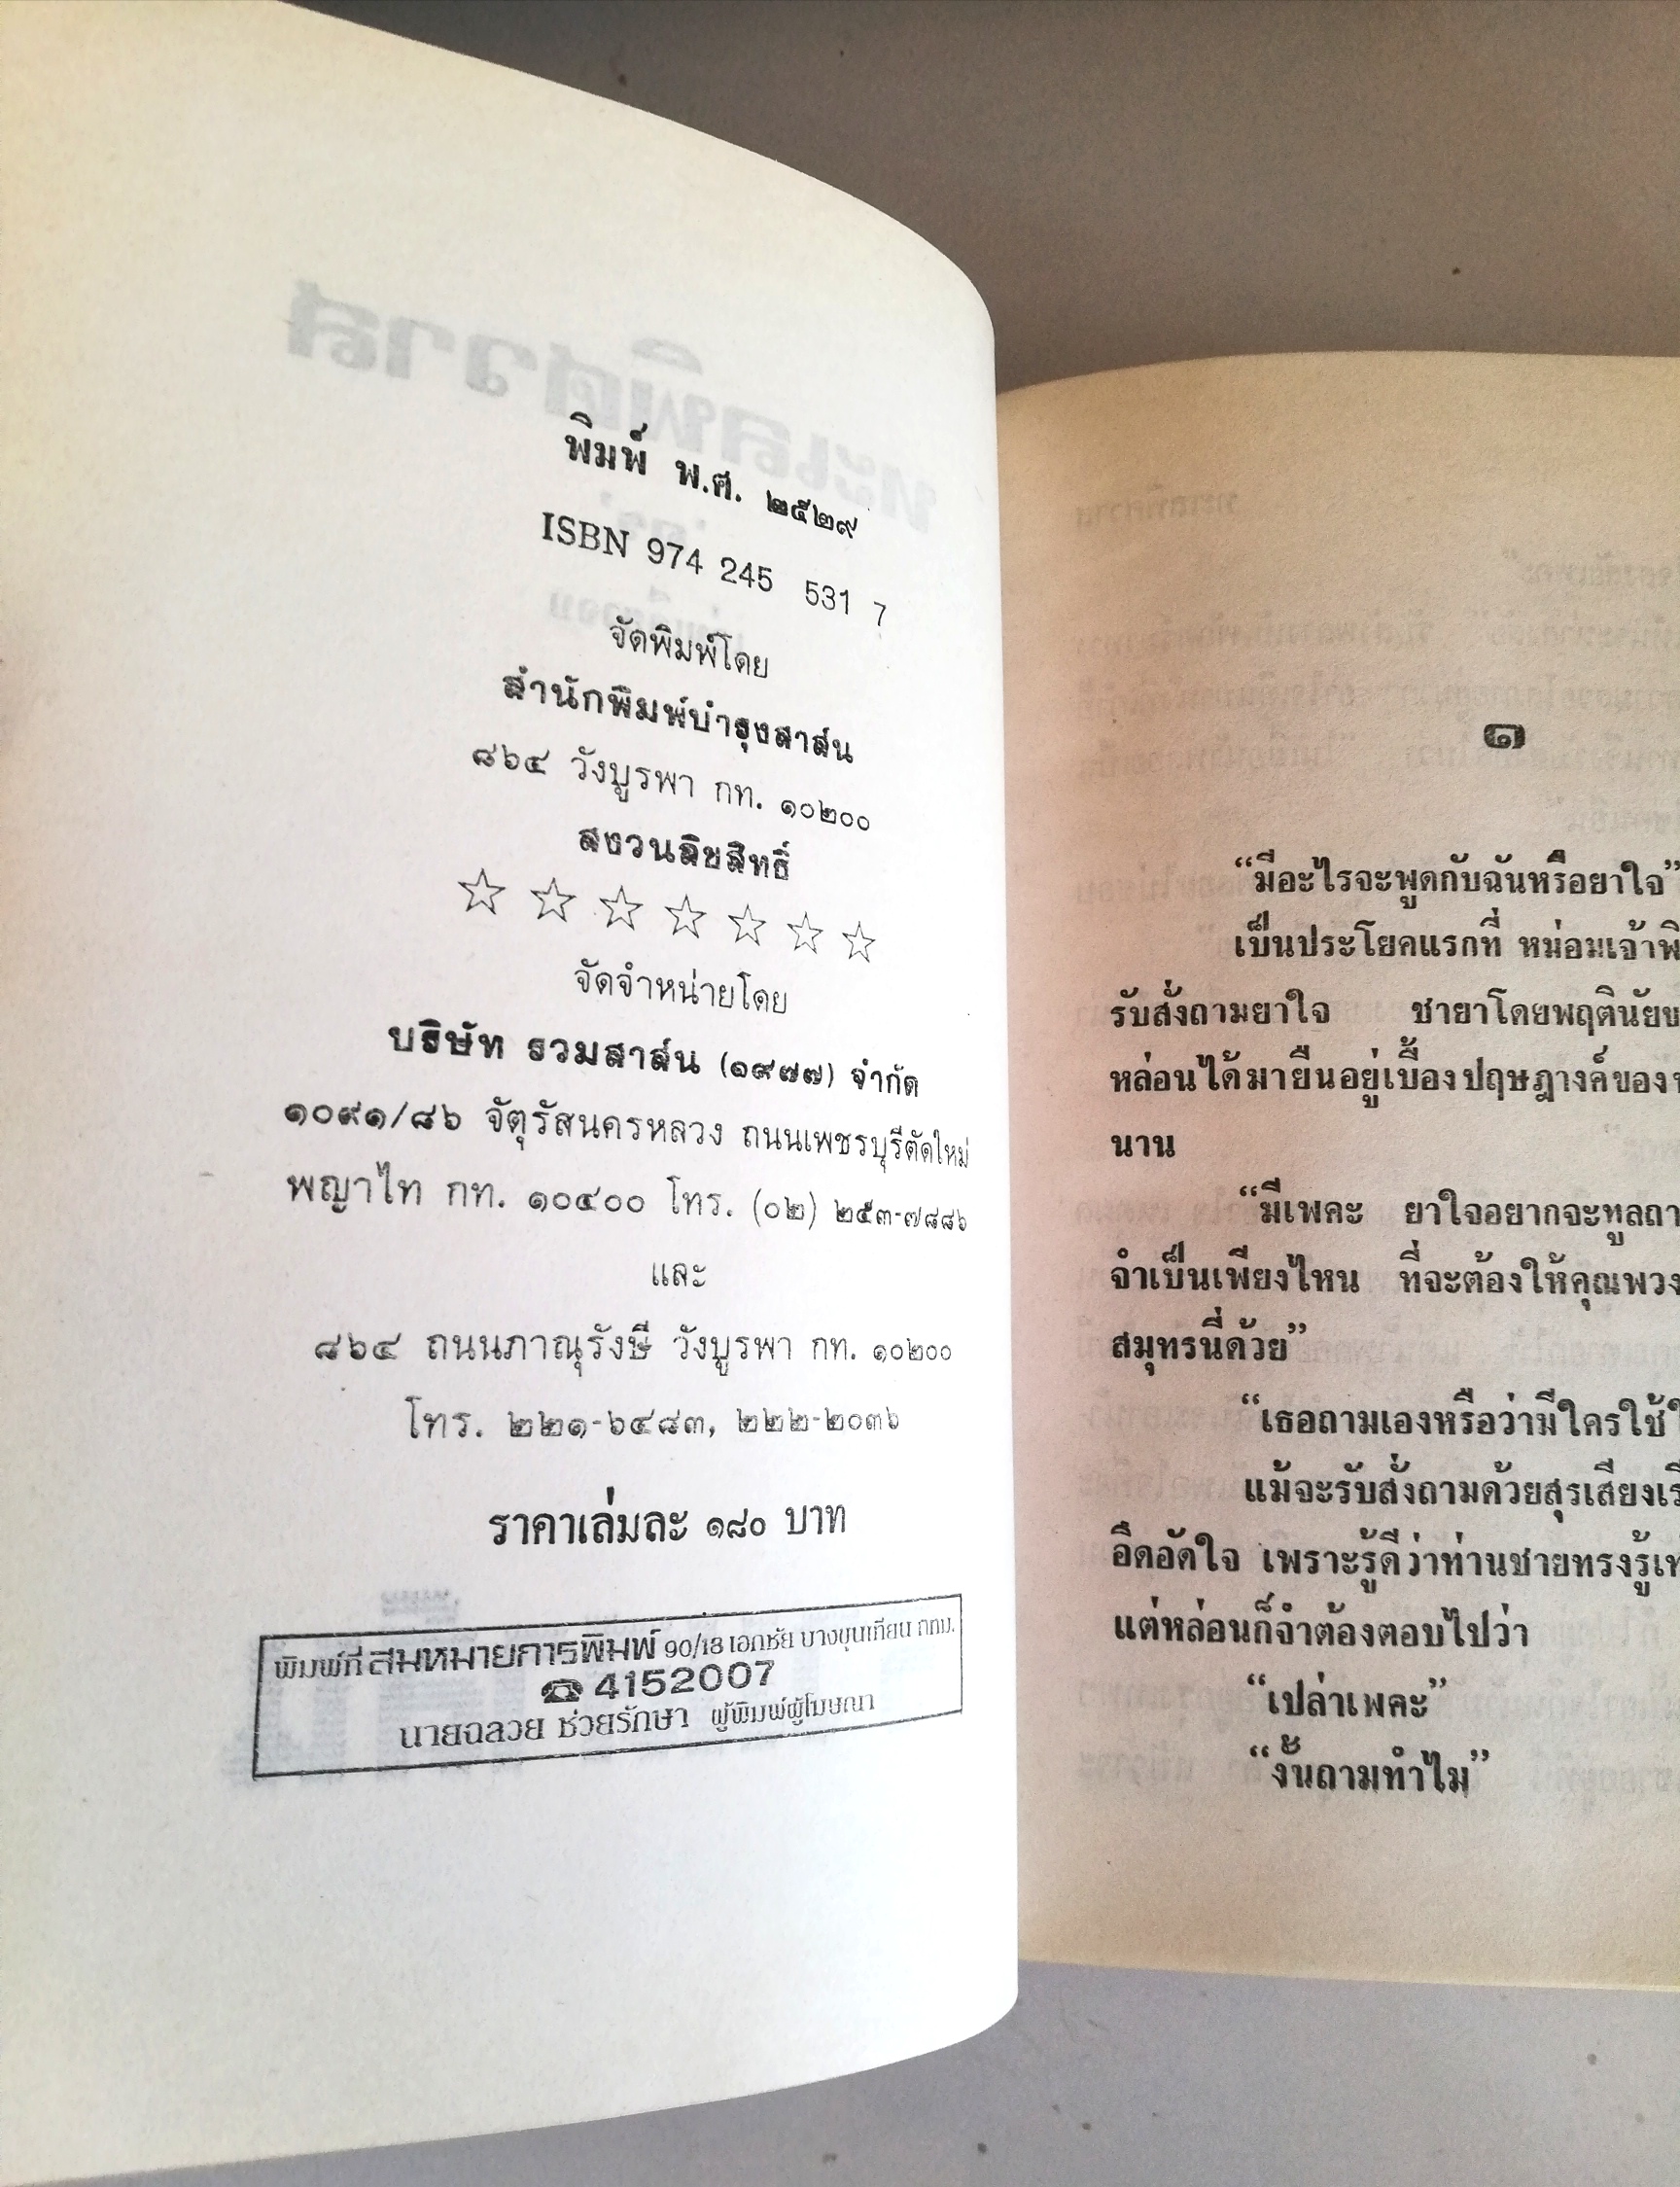 พิมพ์ พ.ศ. ๒๕๒๙
ISBN 974 245 531 7
จัดพิมพ์โดย
สำนักพิมพ์บำรุงสาส์น
๘๖๔ วังบูรพา กท. ๑๐๒๐๐
สงวนลิขสิทธิ์
☆ ☆ ☆ ☆ ☆ ☆ ☆
จัดจำหน่ายโดย
บริษัท รวมสาส์น (๑๙๗๗) จำกัด
๑๐๙๑/๘๖ จัตุรัสนครหลวง ถนนเพชรบุรีตัดใหม่
พญาไท กท. ๑๐๔๐๐ โทร. (๐๒) ๒๕๓-๗๘๘๖
และ
๘๖๔ ถนนภาณุรังษี วังบูรพา กท. ๑๐๒๐๐
โทร. ๒๒๑-๖๔๘๓, ๒๒๒-๒๐๓๖
ราคาเล่มละ ๑๘๐ บาท
พิมพ์ที่ สมหมายการพิมพ์ 90/18 เอกชัย บางขุนเทียน กทม.
☎ 4152007
นายฉลวย ช่วยรักษา ผู้พิมพ์ผู้โฆษณา
๑
“มีอะไรจะพูดกับฉันหรือยาใจ”
เป็นประโยคแรกที่ หม่อมเจ้าพิ
รับสั่งถามยาใจ ชายาโดยพฤตินัยข
หล่อนได้มายืนอยู่เบื้องปฤษฎางค์ของ
นาน
“มีเพคะ ยาใจอยากจะทูลถา
จำเป็นเพียงไหน ที่จะต้องให้คุณพวง
สมุทรนี่ด้วย”
“เธอถามเองหรือว่ามีใครใช้
แม้จะรับสั่งถามด้วยสุรเสียงเรี
อึดอัดใจ เพราะรู้ดีว่าท่านชายทรงรู้เ
แต่หล่อนก็จำต้องตอบไปว่า
“เปล่าเพคะ”
“งั้นถามทำไม”